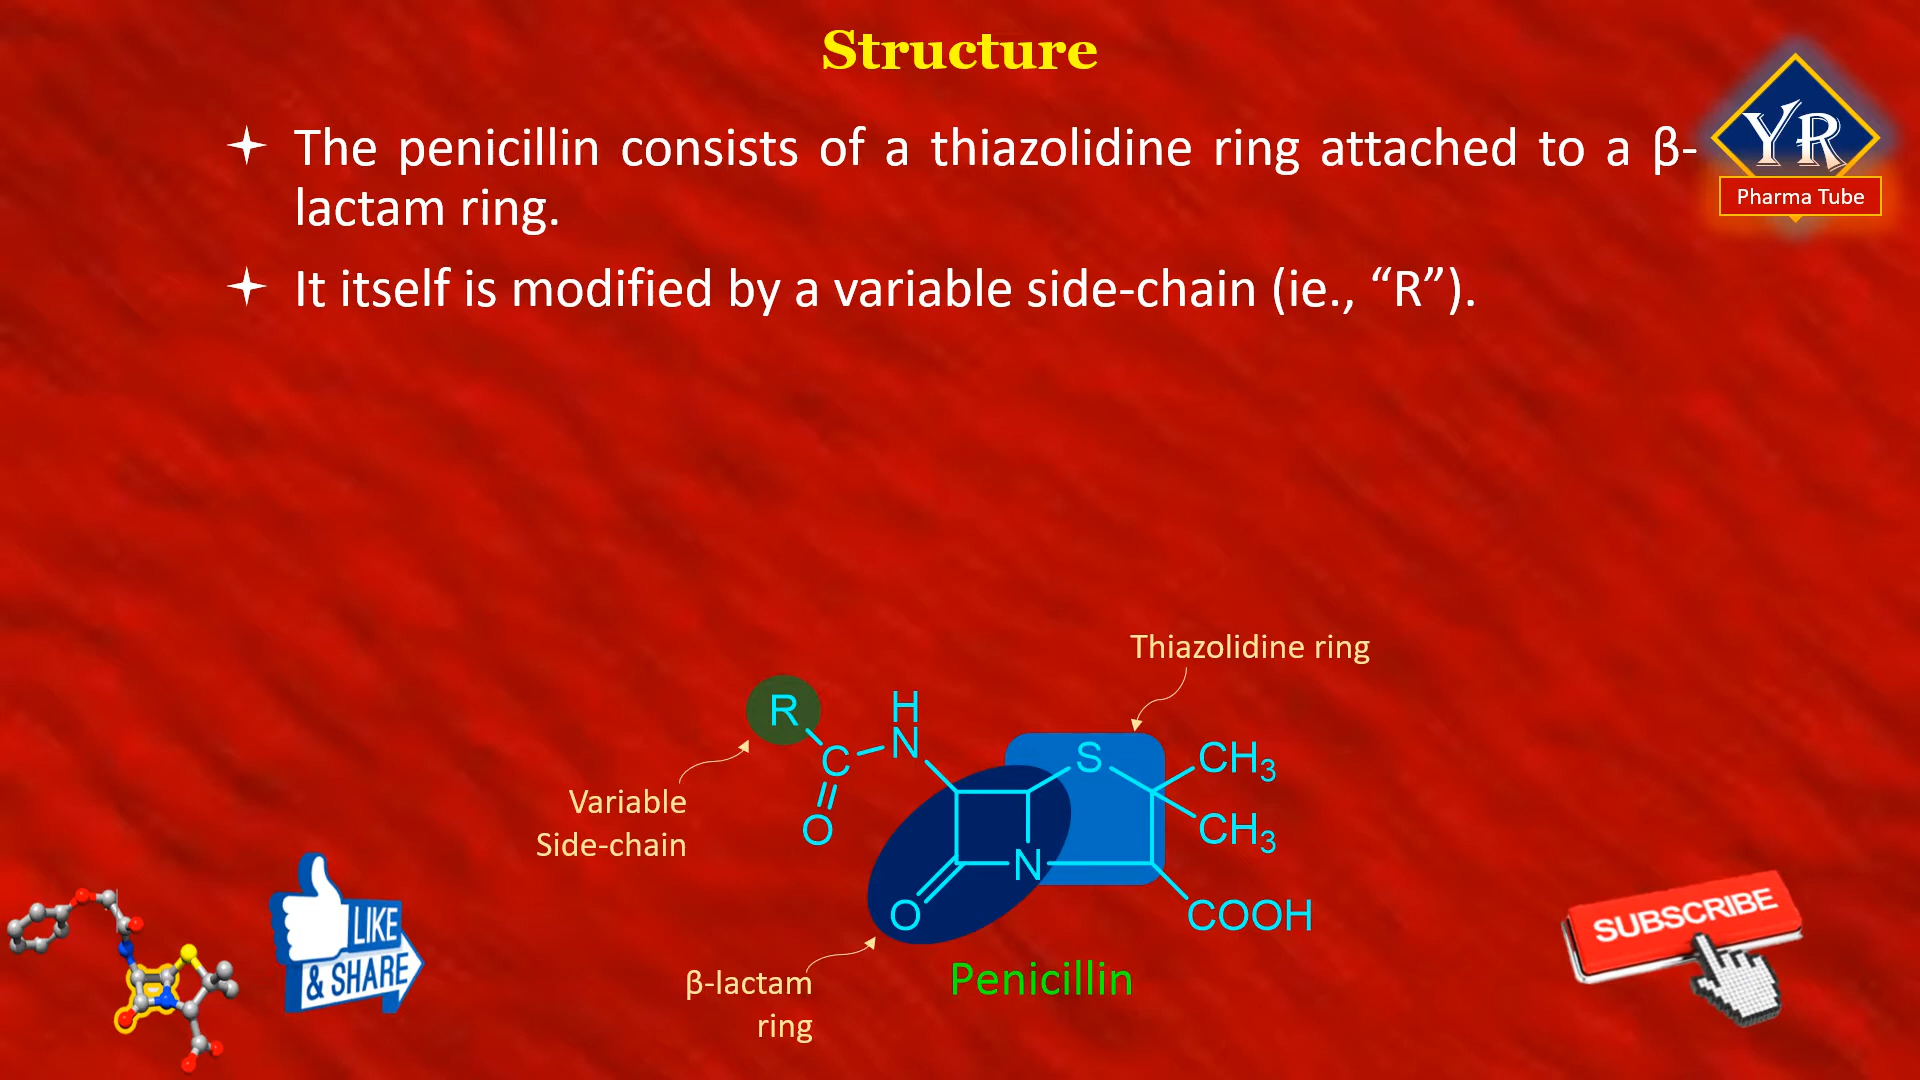 Structure
The penicillin consists of a thiazolidine ring attached to a β-
lactam ring.
It itself is modified by a variable side-chain (ie., “R”).
YR
Pharma Tube
Thiazolidine ring
R
H
N
C
O
S
CH3
CH3
N
O
COOH
Variable
Side-chain
β-lactam
ring
Penicillin
LIKE
& SHARE
SUBSCRIBE